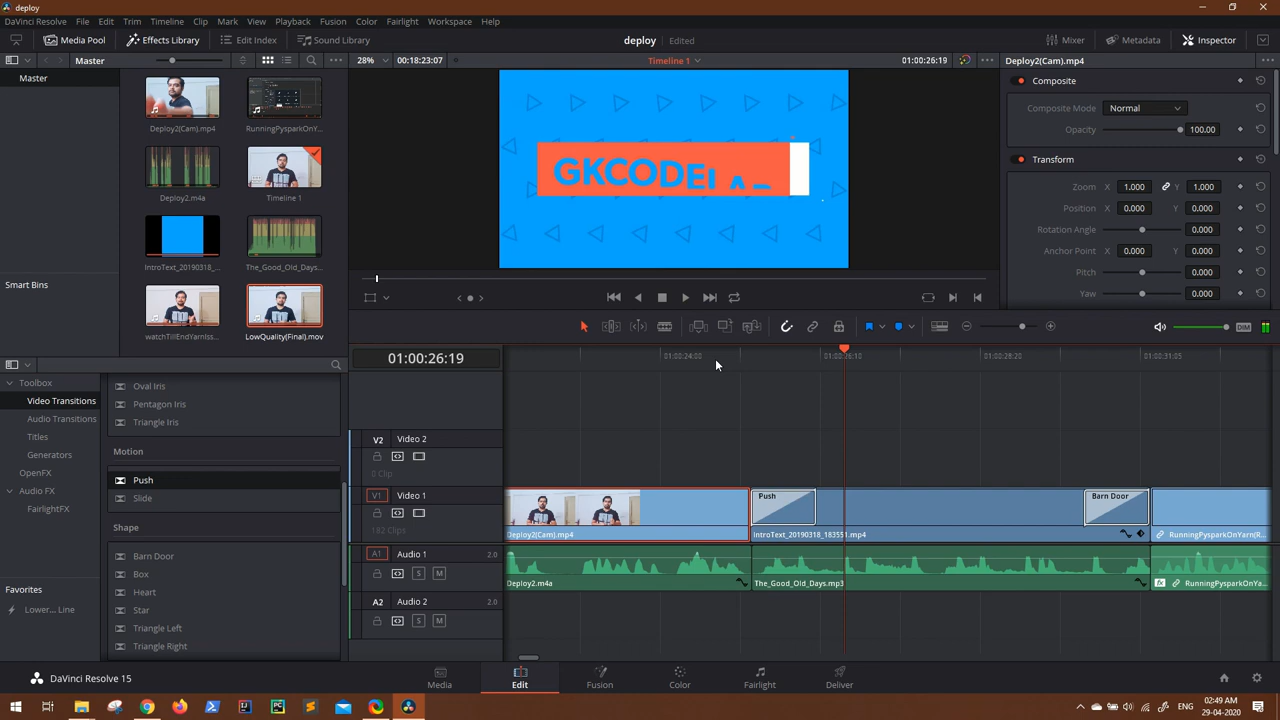 deploy
DaVinci Resolve File Edit Trim Timeline Clip Mark View Playback Fusion Color Fairlight Workspace Help
Media Pool Effects Library Edit Index Sound Library deploy Edited Mixer Metadata Inspector
Master 28% 00:18:23:07 Timeline 1 01:00:26:19 Deploy2(Cam).mp4
Master
Composite
Composite Mode Normal
Opacity 100.00
Transform
Zoom X 1.000 Y 1.000
Position X 0.000 Y 0.000
Rotation Angle 0.000
Anchor Point X 0.000 Y 0.000
Pitch 0.000
Yaw 0.000
Deploy2(Cam).mp4 RunningPysparkOnY...
Deploy2.m4a Timeline 1
IntroText_20190318_... The_Good_Old_Days...
watchTillEndYarnIss... LowQuality(Final).mov
Smart Bins
GKCODE
DIM
01:00:26:19
01:00:24:00 01:00:26:10 01:00:28:20 01:00:31:05
Toolbox
Video Transitions
Audio Transitions
Titles
Generators
OpenFX
Audio FX
FairlightFX
Favorites
Lower... Line
Oval Iris
Pentagon Iris
Triangle Iris
Motion
Push
Slide
Shape
Barn Door
Box
Heart
Star
Triangle Left
Triangle Right
V2 Video 2
0 Clip
V1 Video 1
182 Clips
Push Barn Door
Deploy2(Cam).mp4 IntroText_20190318_183551.mp4 RunningPysparkOnYarn(R...
A1 Audio 1 2.0
S M
Deploy2.m4a The_Good_Old_Days.mp3 fx RunningPysparkOnYa...
A2 Audio 2 2.0
S M
DaVinci Resolve 15 Media Edit Fusion Color Fairlight Deliver
02:49 AM
29-04-2020